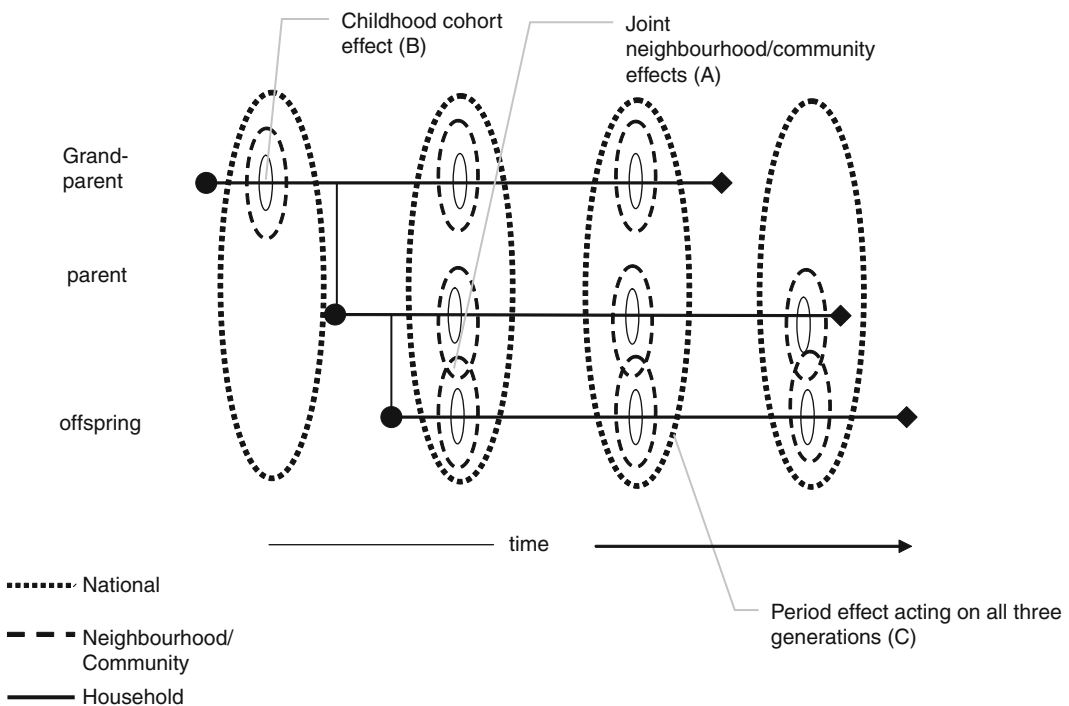 Childhood cohort
effect (B)
Joint
neighbourhood/community
effects (A)
Grand-
parent
parent
offspring
time
National
Neighbourhood/
Community
Household
Period effect acting on all three
generations (C)